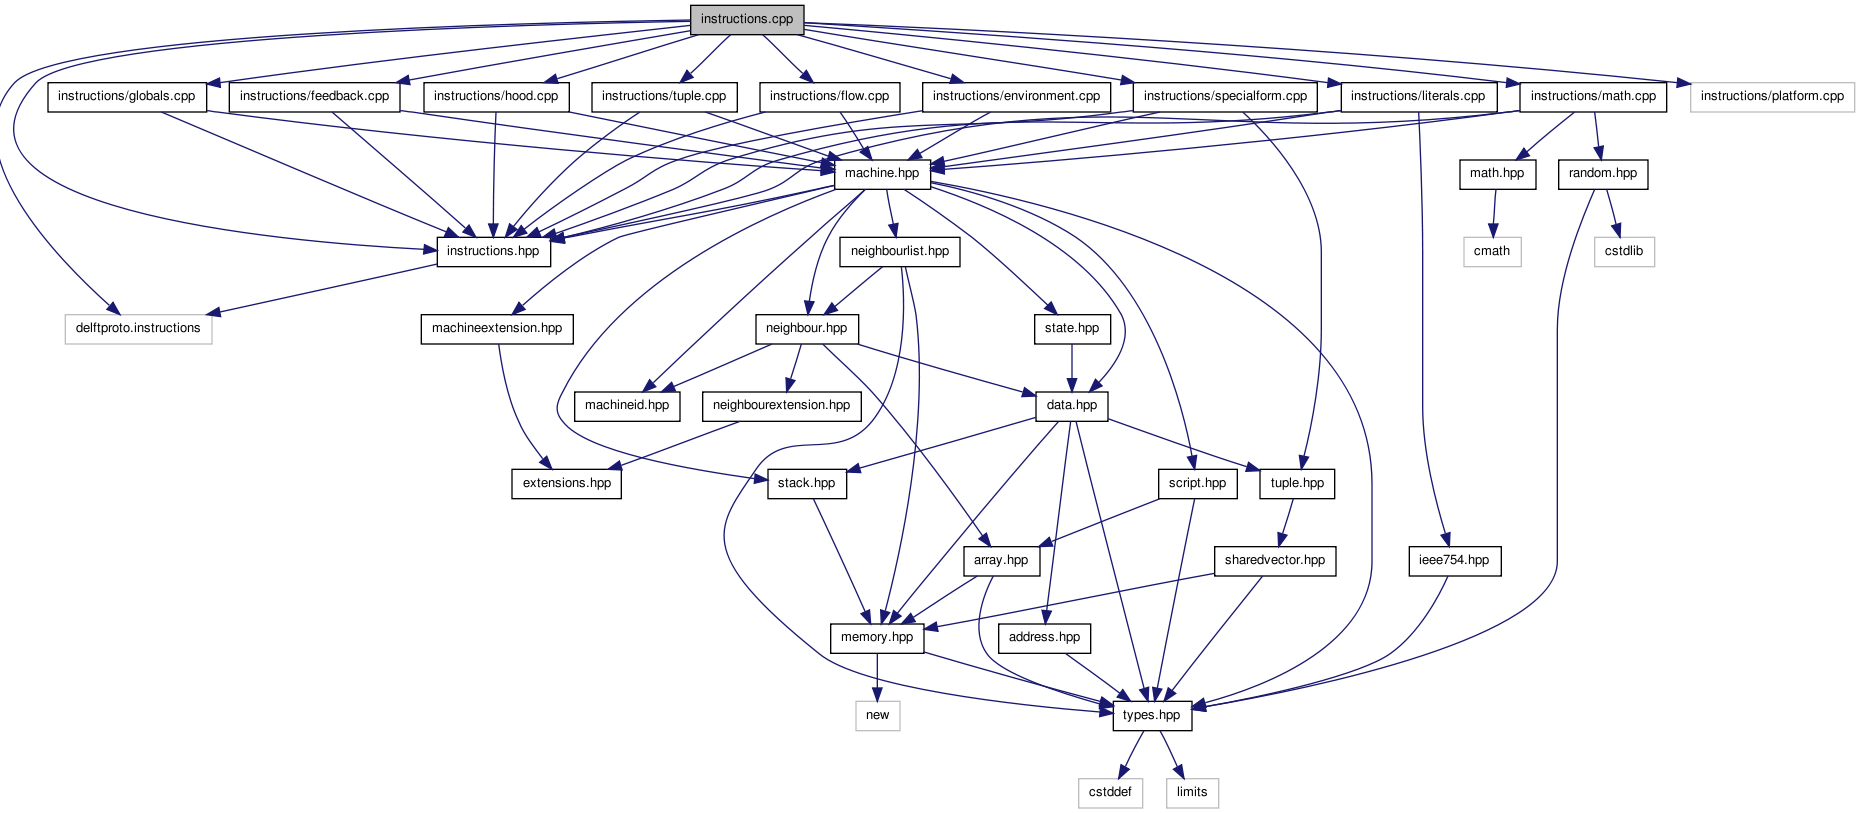 instructions.cpp
instructions/globals.cpp
instructions/feedback.cpp
instructions/hood.cpp
instructions/tuple.cpp
instructions/flow.cpp
instructions/environment.cpp
instructions/specialform.cpp
instructions/literals.cpp
instructions/math.cpp
instructions/platform.cpp
machine.hpp
math.hpp
random.hpp
instructions.hpp
neighbourlist.hpp
cmath
cstdlib
delftproto.instructions
machineextension.hpp
neighbour.hpp
state.hpp
machineid.hpp
neighbourextension.hpp
data.hpp
extensions.hpp
stack.hpp
script.hpp
tuple.hpp
array.hpp
sharedvector.hpp
ieee754.hpp
memory.hpp
address.hpp
new
types.hpp
cstddef
limits